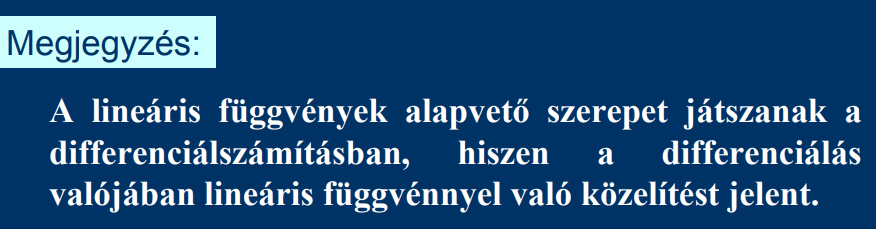 Megjegyzés:
A lineáris függvények alapvető szerepet játszanak a
differenciálszámításban, hiszen a differenciálás
valójában lineáris függvénnyel való közelítést jelent.